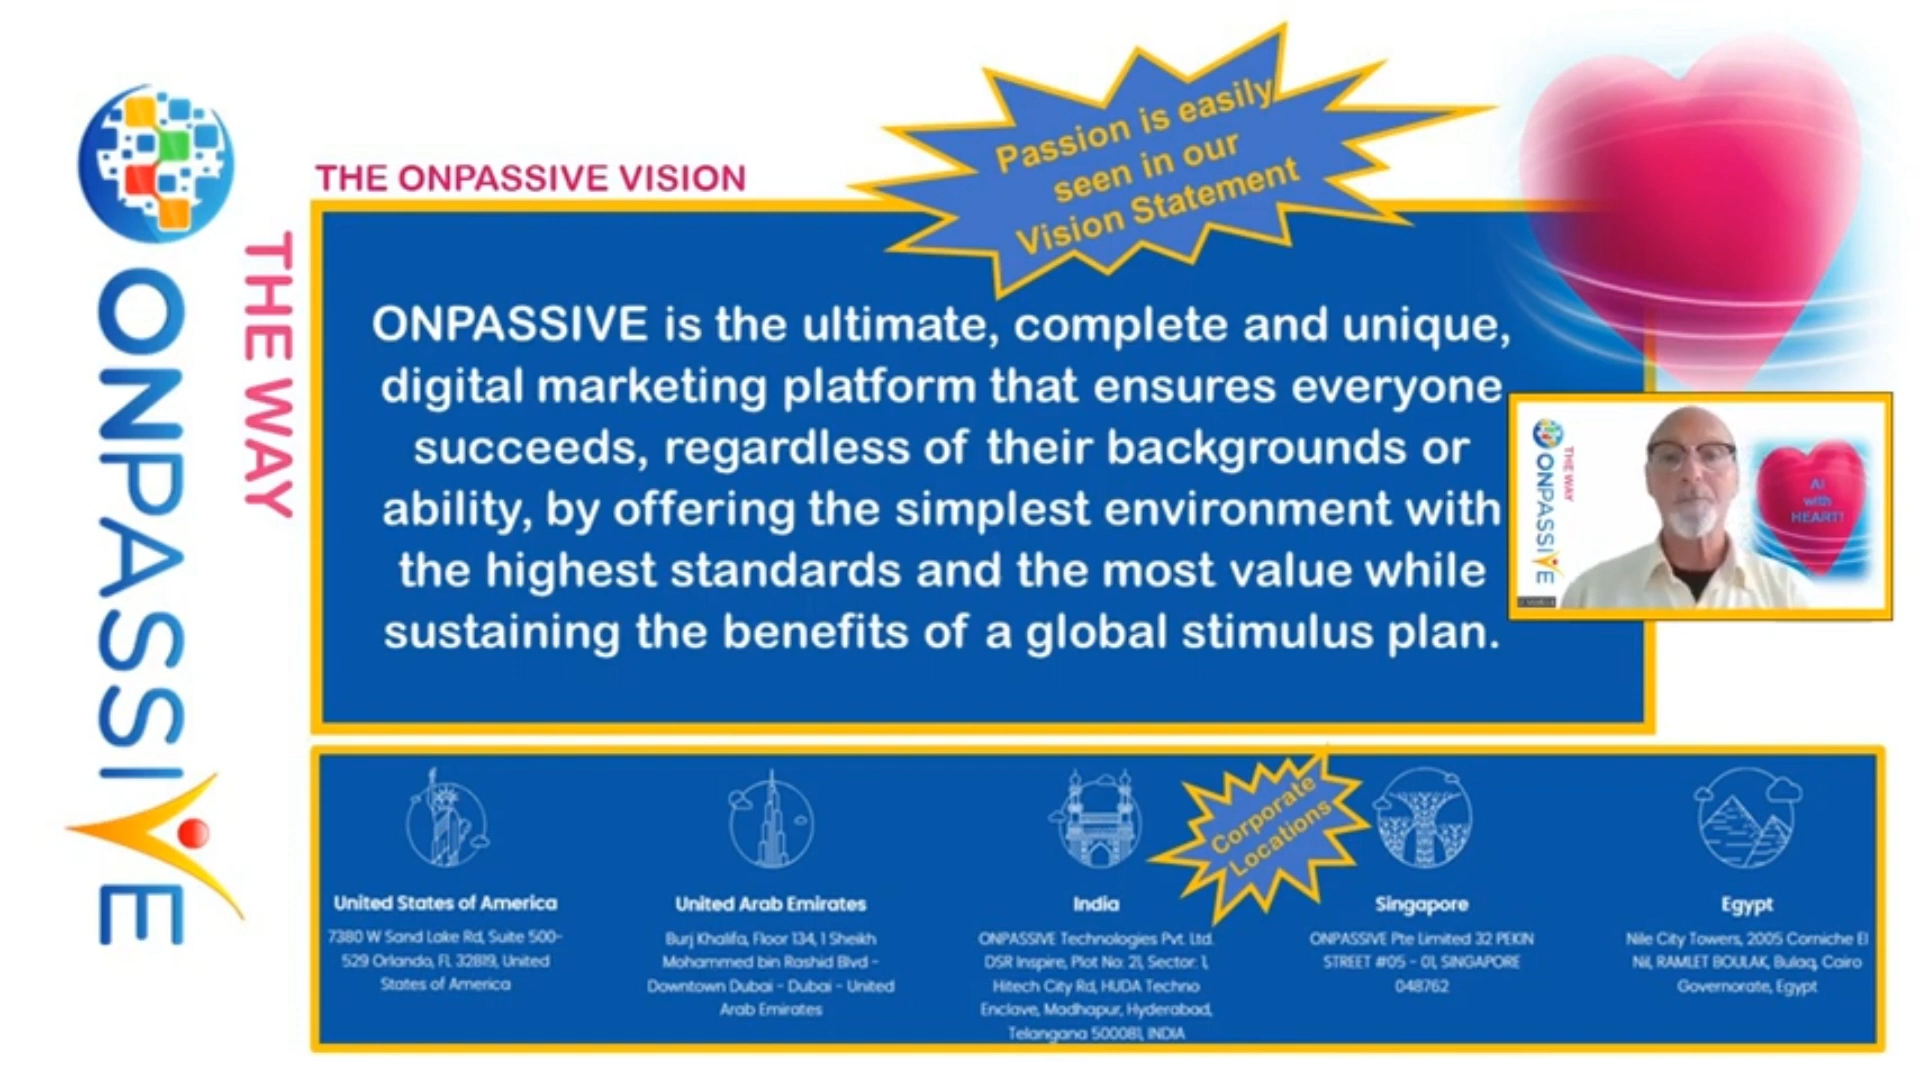 ONPASSIVE
THE WAY
THE ONPASSIVE VISION
Passion is easily
seen in our
Vision Statement
ONPASSIVE is the ultimate, complete and unique,
digital marketing platform that ensures everyone
succeeds, regardless of their backgrounds or
ability, by offering the simplest environment with
the highest standards and the most value while
sustaining the benefits of a global stimulus plan.
ONPASSIVE
THE WAY
AI
with
HEART!
Corporate
Locations
United States of America
7380 W Sand Lake Rd, Suite 500-
529 Orlando, FL 32819, United
States of America
United Arab Emirates
Burj Khalifa, Floor 134, 1 Sheikh
Mohammed bin Rashid Blvd -
Downtown Dubai - Dubai - United
Arab Emirates
India
ONPASSIVE Technologies Pvt. Ltd.
DSR Inspire, Plot No: 21, Sector: 1,
Hitech City Rd, HUDA Techno
Enclave, Madhapur, Hyderabad,
Telangana 500081, INDIA
Singapore
ONPASSIVE Pte Limited 32 PEKIN
STREET #05 - 01, SINGAPORE
048762
Egypt
Nile City Towers, 2005 Corniche El
Nil, RAMLET BOULAK, Bulaq, Cairo
Governorate, Egypt